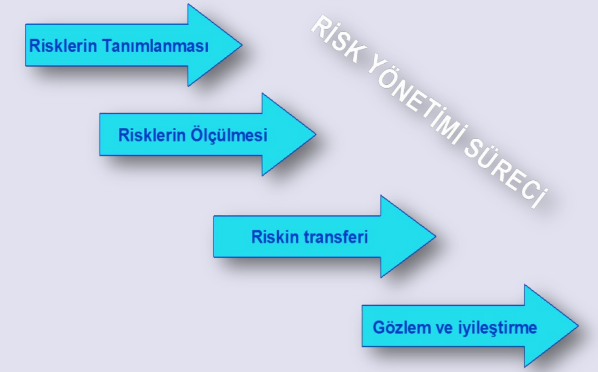 RİSK YÖNETİMİ SÜRECİ
Risklerin Tanımlanması
Risklerin Ölçülmesi
Riskin transferi
Gözlem ve iyileştirme